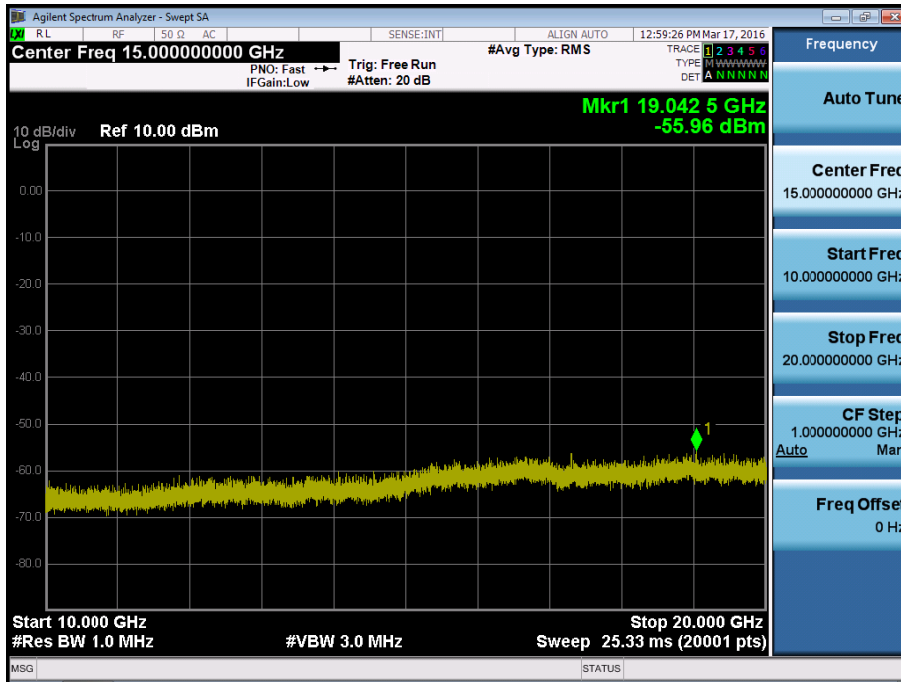 Agilent Spectrum Analyzer - Swept SA
LXI RL RF 50 Ω AC SENSE:INT ALIGN AUTO 12:59:26 PM Mar 17, 2016
Center Freq 15.000000000 GHz
PNO: Fast
IFGain:Low
Trig: Free Run
#Atten: 20 dB
#Avg Type: RMS
TRACE 1 2 3 4 5 6
TYPE M WWWWW
DET A N N N N N
Mkr1 19.042 5 GHz
-55.96 dBm
10 dB/div Ref 10.00 dBm
Log
0.00
-10.0
-20.0
-30.0
-40.0
-50.0
-60.0
-70.0
-80.0
1
Start 10.000 GHz Stop 20.000 GHz
#Res BW 1.0 MHz #VBW 3.0 MHz Sweep 25.33 ms (20001 pts)
MSG STATUS
Frequency
Auto Tune
Center Freq
15.000000000 GHz
Start Freq
10.000000000 GHz
Stop Freq
20.000000000 GHz
CF Step
1.000000000 GHz
Auto Man
Freq Offset
0 Hz